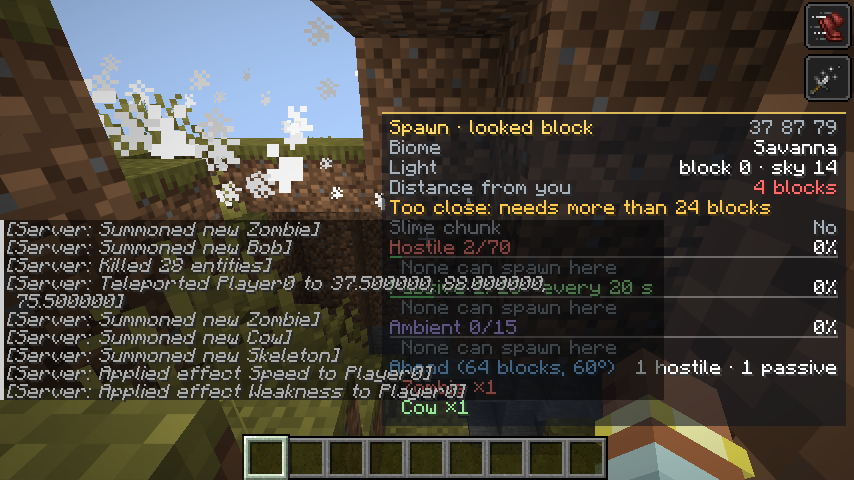 Spawn · looked block 37 87 79
Biome Savanna
Light block 0 · sky 14
Distance from you 4 blocks
Too close: needs more than 24 blocks
Slime chunk No
Hostile 2/70 0%
None can spawn here
every 20 s 0%
None can spawn here
Ambient 0/15 0%
None can spawn here
Ahead (64 blocks, 60°) 1 hostile · 1 passive
Zombie ×1
Cow ×1
[Server: Summoned new Zombie]
[Server: Summoned new Bob]
[Server: Killed 28 entities]
[Server: Teleported Player0 to 37.500000, 88.000000,
75.500000]
[Server: Summoned new Zombie]
[Server: Summoned new Cow]
[Server: Summoned new Skeleton]
[Server: Applied effect Speed to Player0]
[Server: Applied effect Weakness to Player0]